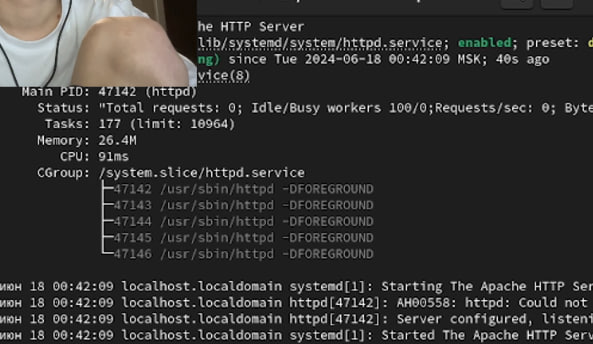 he HTTP Server
lib/systemd/system/httpd.service; enabled; preset: d
ng) since Tue 2024-06-18 00:42:09 MSK; 40s ago
vice(8)
Main PID: 47142 (httpd)
Status: "Total requests: 0; Idle/Busy workers 100/0;Requests/sec: 0; Byte
Tasks: 177 (limit: 10964)
Memory: 26.4M
CPU: 91ms
CGroup: /system.slice/httpd.service
├─47142 /usr/sbin/httpd -DFOREGROUND
├─47143 /usr/sbin/httpd -DFOREGROUND
├─47144 /usr/sbin/httpd -DFOREGROUND
├─47145 /usr/sbin/httpd -DFOREGROUND
└─47146 /usr/sbin/httpd -DFOREGROUND
июн 18 00:42:09 localhost.localdomain systemd[1]: Starting The Apache HTTP Ser
июн 18 00:42:09 localhost.localdomain httpd[47142]: AH00558: httpd: Could not
июн 18 00:42:09 localhost.localdomain httpd[47142]: Server configured, listeni
июн 18 00:42:09 localhost.localdomain systemd[1]: Started The Apache HTTP Serv